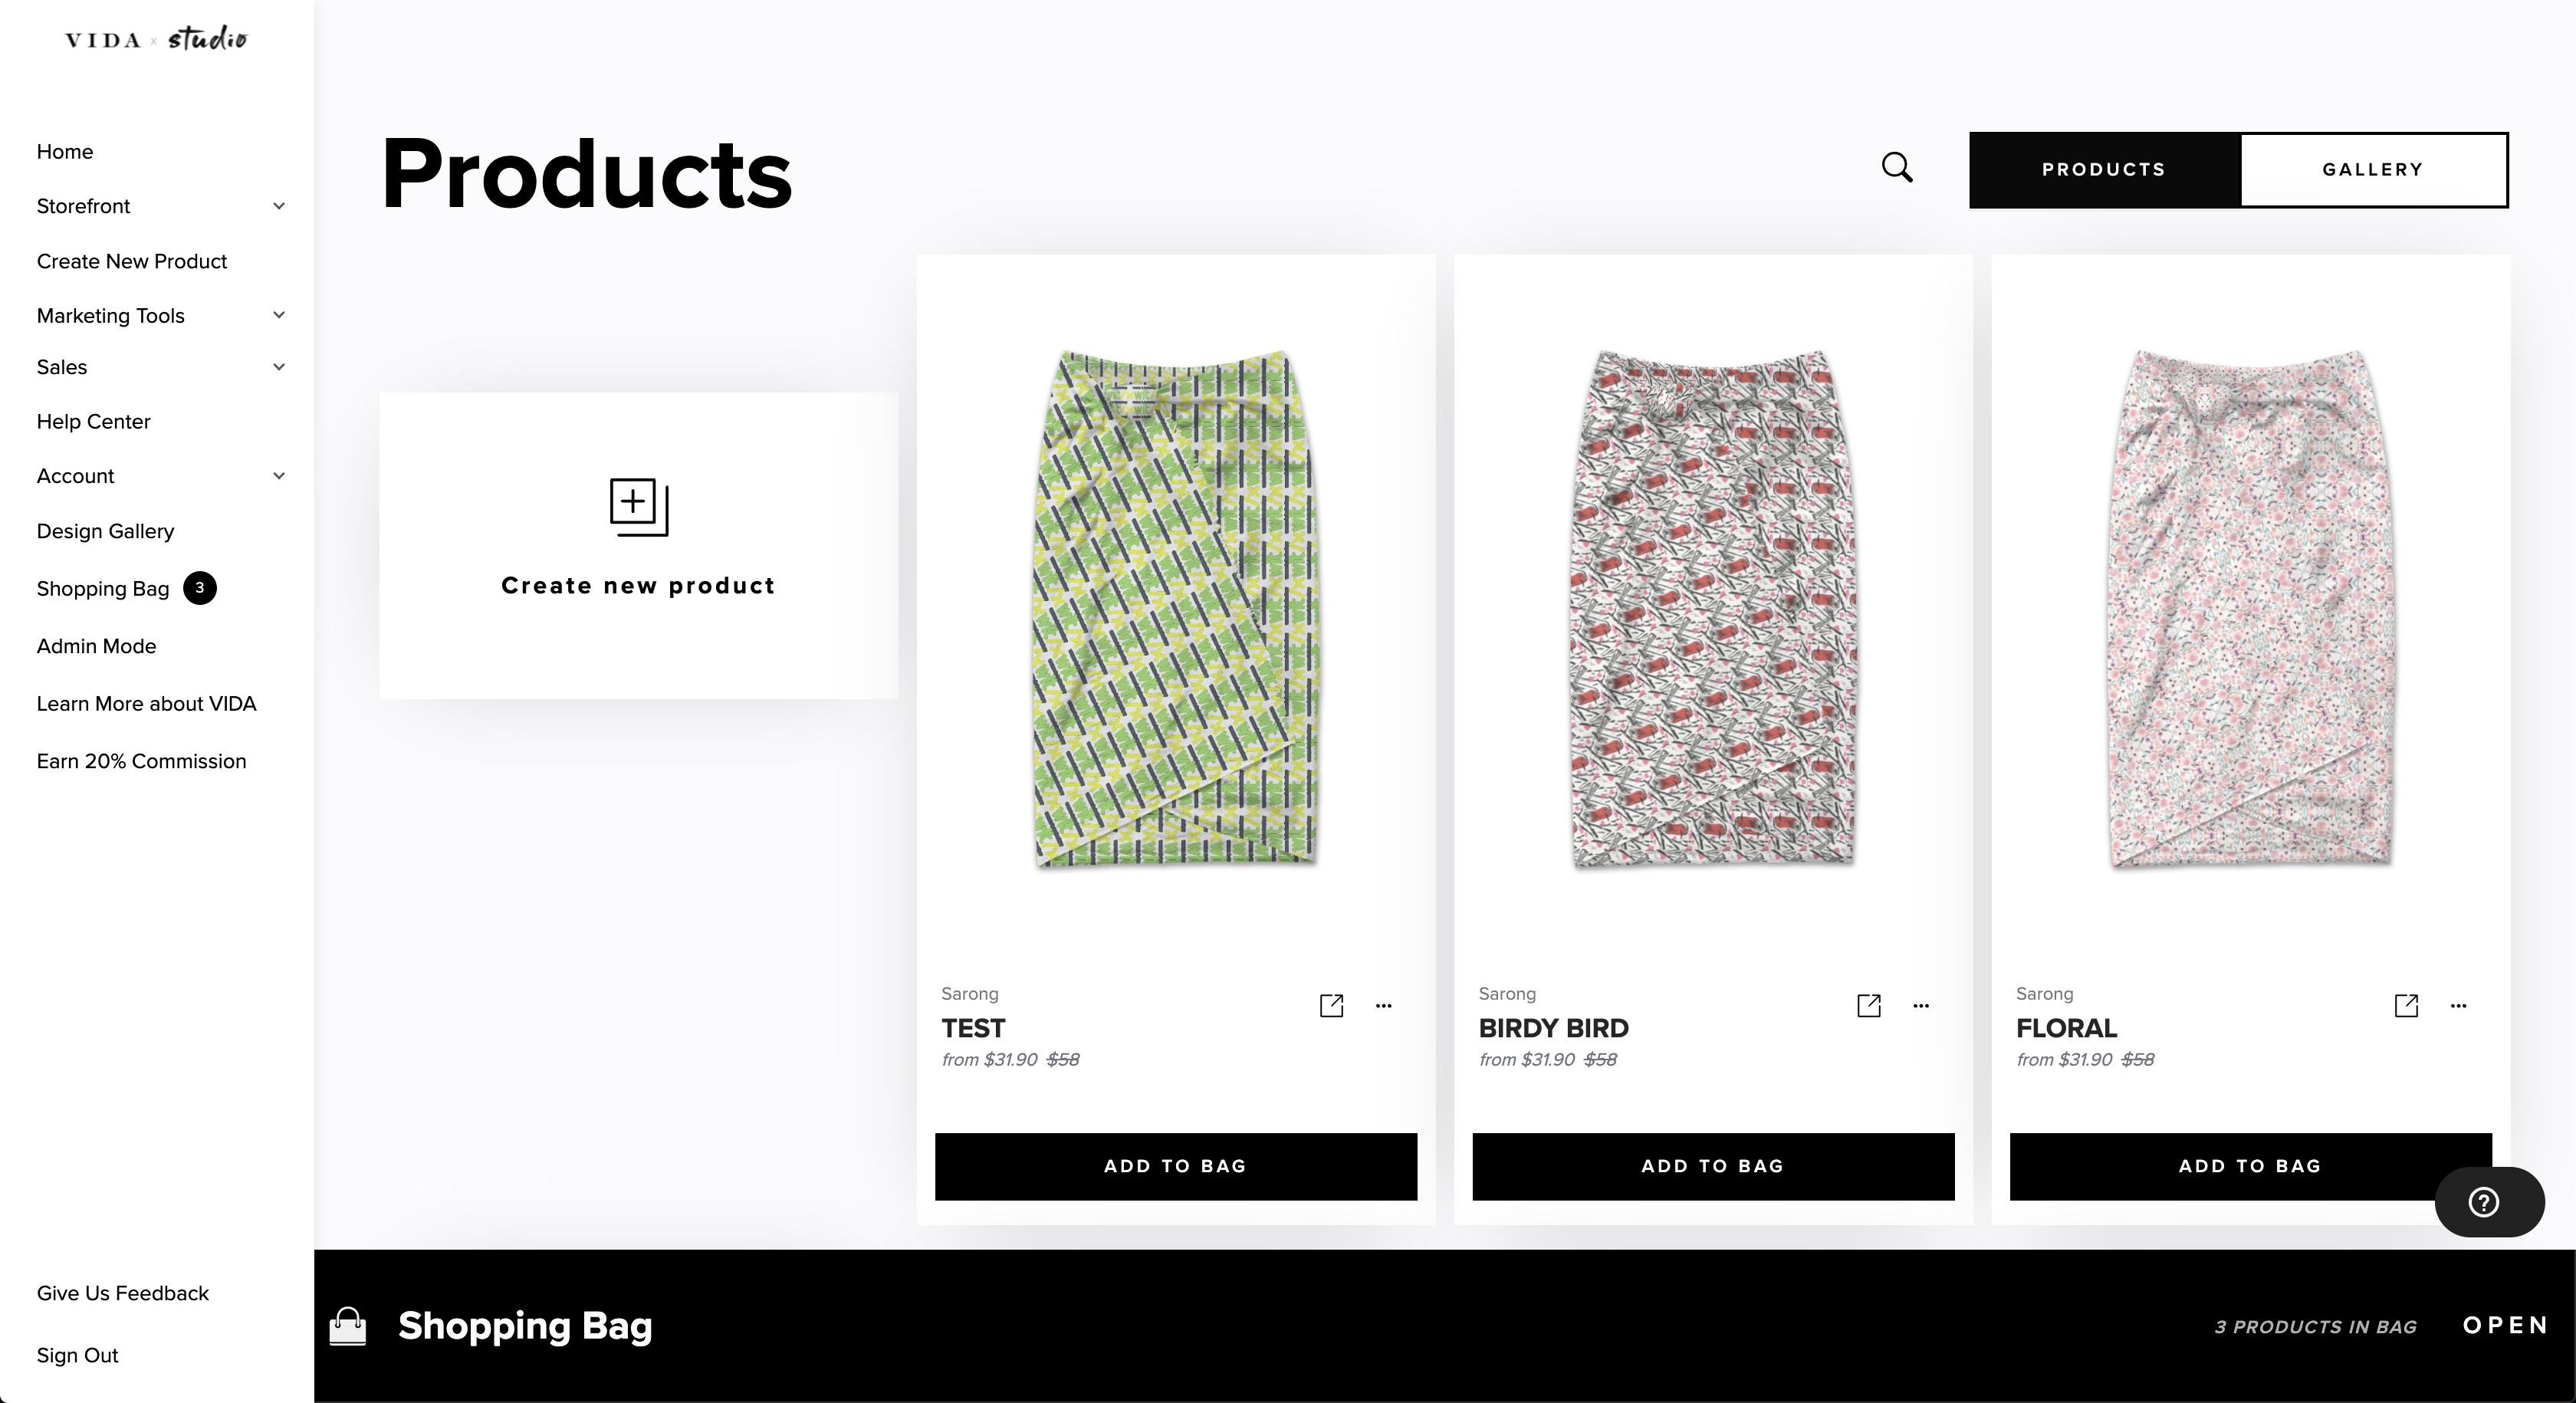 VIDA x studio
Home
Storefront
Create New Product
Marketing Tools
Sales
Help Center
Account
Design Gallery
Shopping Bag 3
Admin Mode
Learn More about VIDA
Earn 20% Commission
Give Us Feedback
Sign Out
Products
PRODUCTS
GALLERY
Create new product
Sarong
TEST
from $31.90 $58
ADD TO BAG
Sarong
BIRDY BIRD
from $31.90 $58
ADD TO BAG
Sarong
FLORAL
from $31.90 $58
ADD TO BAG
Shopping Bag
3 PRODUCTS IN BAG
OPEN